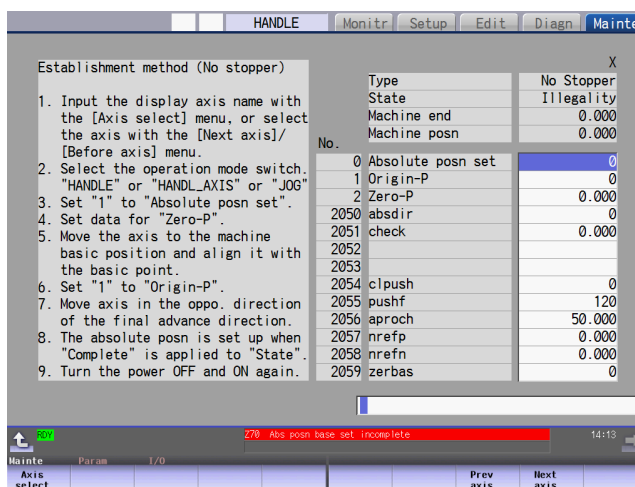 HANDLE Monitr Setup Edit Diagn Mainte
Establishment method (No stopper)
1. Input the display axis name with
the [Axis select] menu, or select
the axis with the [Next axis]/
[Before axis] menu.
2. Select the operation mode switch.
"HANDLE" or "HANDL_AXIS" or "JOG"
3. Set "1" to "Absolute posn set".
4. Set data for "Zero-P".
5. Move the axis to the machine
basic position and align it with
the basic point.
6. Set "1" to "Origin-P".
7. Move axis in the oppo. direction
of the final advance direction.
8. The absolute posn is set up when
"Complete" is applied to "State".
9. Turn the power OFF and ON again.
X
Type No Stopper
State Illegality
Machine end 0.000
Machine posn 0.000
No.
0 Absolute posn set 0
1 Origin-P 0
2 Zero-P 0.000
2050 absdir 0
2051 check 0.000
2052
2053
2054 clpush 0
2055 pushf 120
2056 aproch 50.000
2057 nrefp 0.000
2058 nrefn 0.000
2059 zerbas 0
RDY Z70 Abs posn base set incomplete 14:13
Mainte Param I/O
Axis select Prev axis Next axis